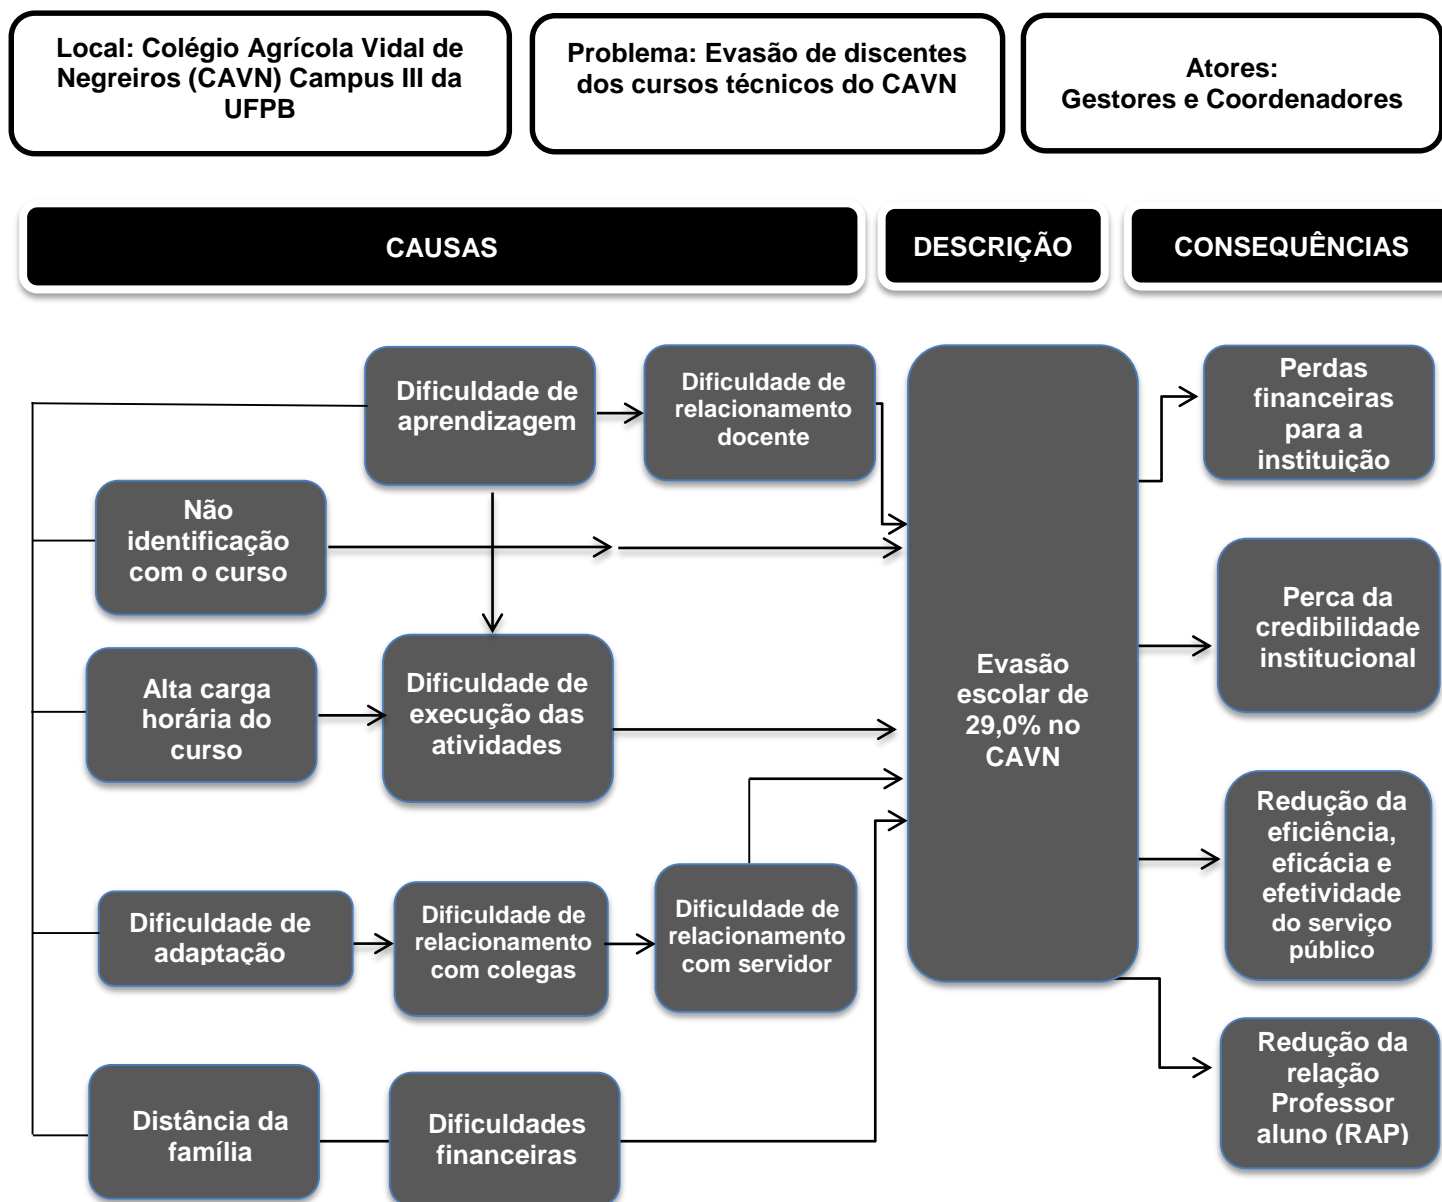 Local: Colégio Agrícola Vidal de
Negreiros (CAVN) Campus III da
UFPB
Problema: Evasão de discentes
dos cursos técnicos do CAVN
Atores:
Gestores e Coordenadores
CAUSAS
DESCRIÇÃO
CONSEQUÊNCIAS
Dificuldade de
aprendizagem
Dificuldade de
relacionamento
docente
Perdas
financeiras
para a
instituição
Não
identificação
com o curso
Perca da
credibilidade
institucional
Alta carga
horária do
curso
Dificuldade de
execução das
atividades
Evasão
escolar de
29,0% no
CAVN
Redução da
eficiência,
eficácia e
efetividade
do serviço
público
Dificuldade de
adaptação
Dificuldade de
relacionamento
com colegas
Dificuldade de
relacionamento
com servidor
Distância da
família
Dificuldades
financeiras
Redução da
relação
Professor
aluno (RAP)